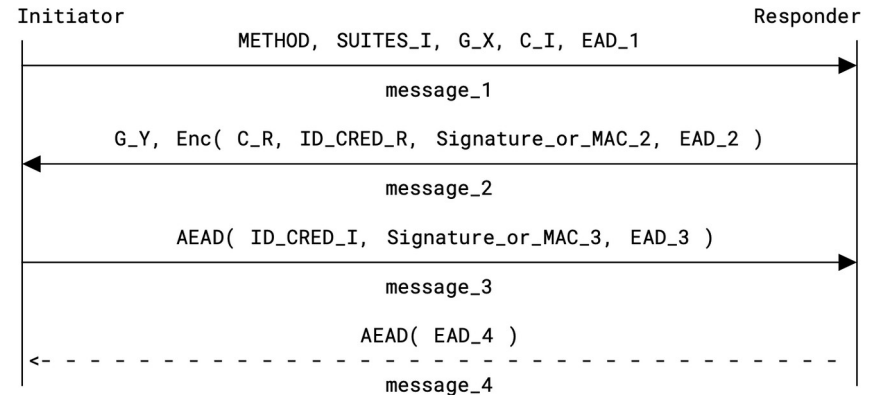 Initiator Responder
METHOD, SUITES_I, G_X, C_I, EAD_1
message_1
G_Y, Enc( C_R, ID_CRED_R, Signature_or_MAC_2, EAD_2 )
message_2
AEAD( ID_CRED_I, Signature_or_MAC_3, EAD_3 )
message_3
AEAD( EAD_4 )
message_4